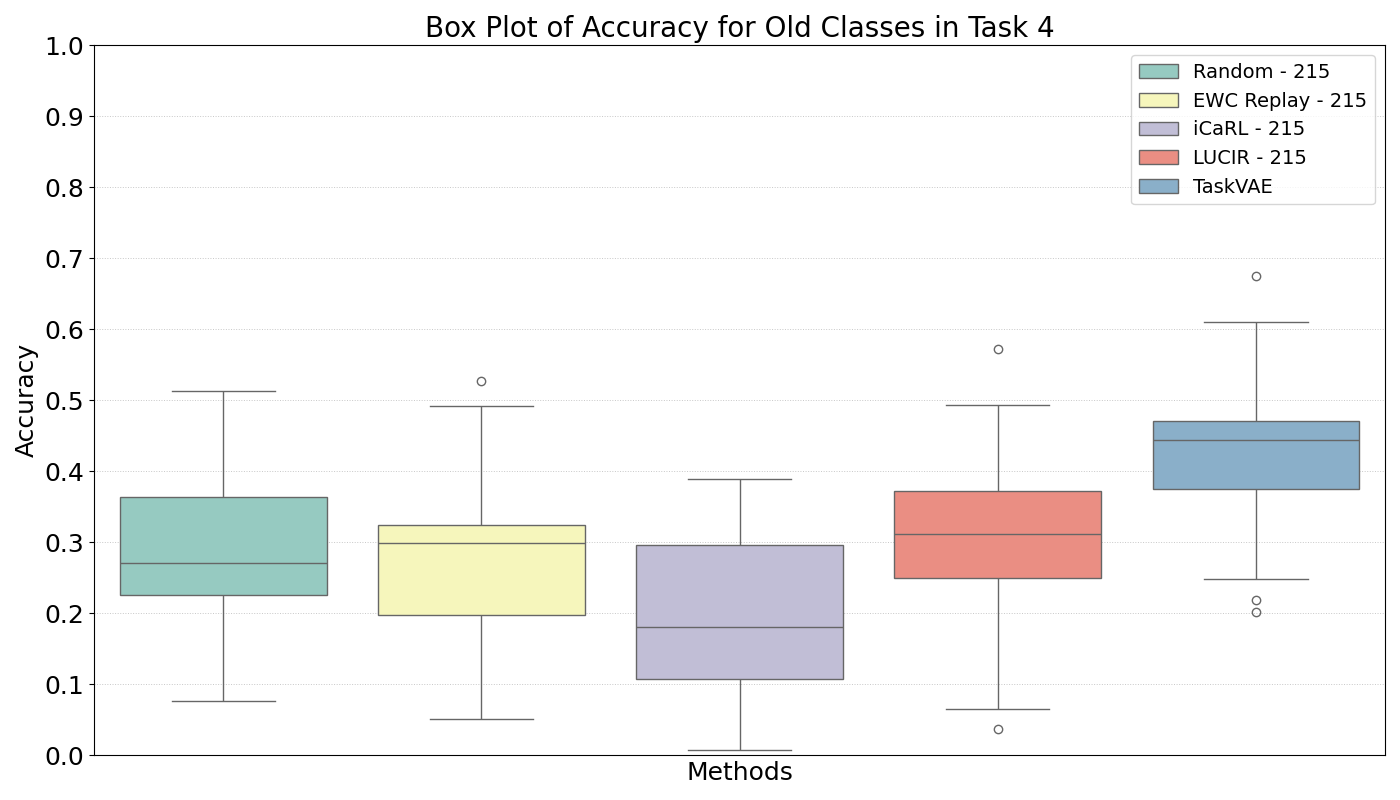 Box Plot of Accuracy for Old Classes in Task 4
1.0
0.9
0.8
0.7
0.6
0.5
0.4
0.3
0.2
0.1
0.0
Accuracy
Methods
Random - 215
EWC Replay - 215
iCaRL - 215
LUCIR - 215
TaskVAE